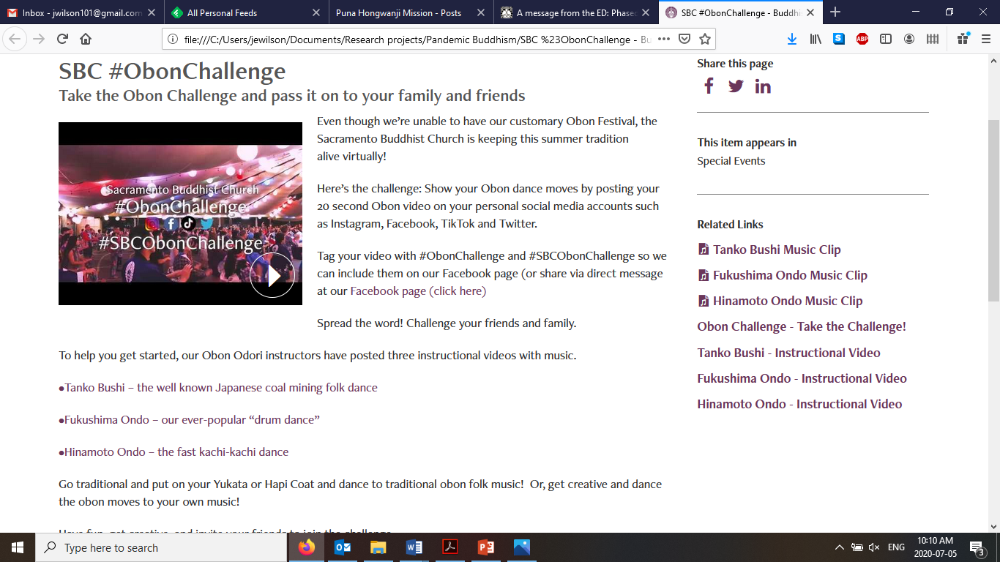 Inbox - jwilson101@gmail.com
All Personal Feeds
Puna Hongwanji Mission - Posts
A message from the ED: Phased
SBC #ObonChallenge - Buddhi
file:///C:/Users/jewilson/Documents/Research projects/Pandemic Buddhism/SBC %23ObonChallenge - Bu
ABP
SBC #ObonChallenge
Take the Obon Challenge and pass it on to your family and friends
Sacramento Buddhist Church
#ObonChallenge
#SBCObonChallenge
Even though we’re unable to have our customary Obon Festival, the
Sacramento Buddhist Church is keeping this summer tradition
alive virtually!
Here’s the challenge: Show your Obon dance moves by posting your
20 second Obon video on your personal social media accounts such
as Instagram, Facebook, TikTok and Twitter.
Tag your video with #ObonChallenge and #SBCObonChallenge so we
can include them on our Facebook page (or share via direct message
at our Facebook page (click here)
Spread the word! Challenge your friends and family.
To help you get started, our Obon Odori instructors have posted three instructional videos with music.
●Tanko Bushi – the well known Japanese coal mining folk dance
●Fukushima Ondo – our ever-popular “drum dance”
●Hinamoto Ondo – the fast kachi-kachi dance
Go traditional and put on your Yukata or Hapi Coat and dance to traditional obon folk music!  Or, get creative and dance
the obon moves to your own music!
Have fun, get creative, and invite your friends to join the challenge
Share this page
This item appears in
Special Events
Related Links
Tanko Bushi Music Clip
Fukushima Ondo Music Clip
Hinamoto Ondo Music Clip
Obon Challenge - Take the Challenge!
Tanko Bushi - Instructional Video
Fukushima Ondo - Instructional Video
Hinamoto Ondo - Instructional Video
Type here to search
ENG
10:10 AM
2020-07-05
3